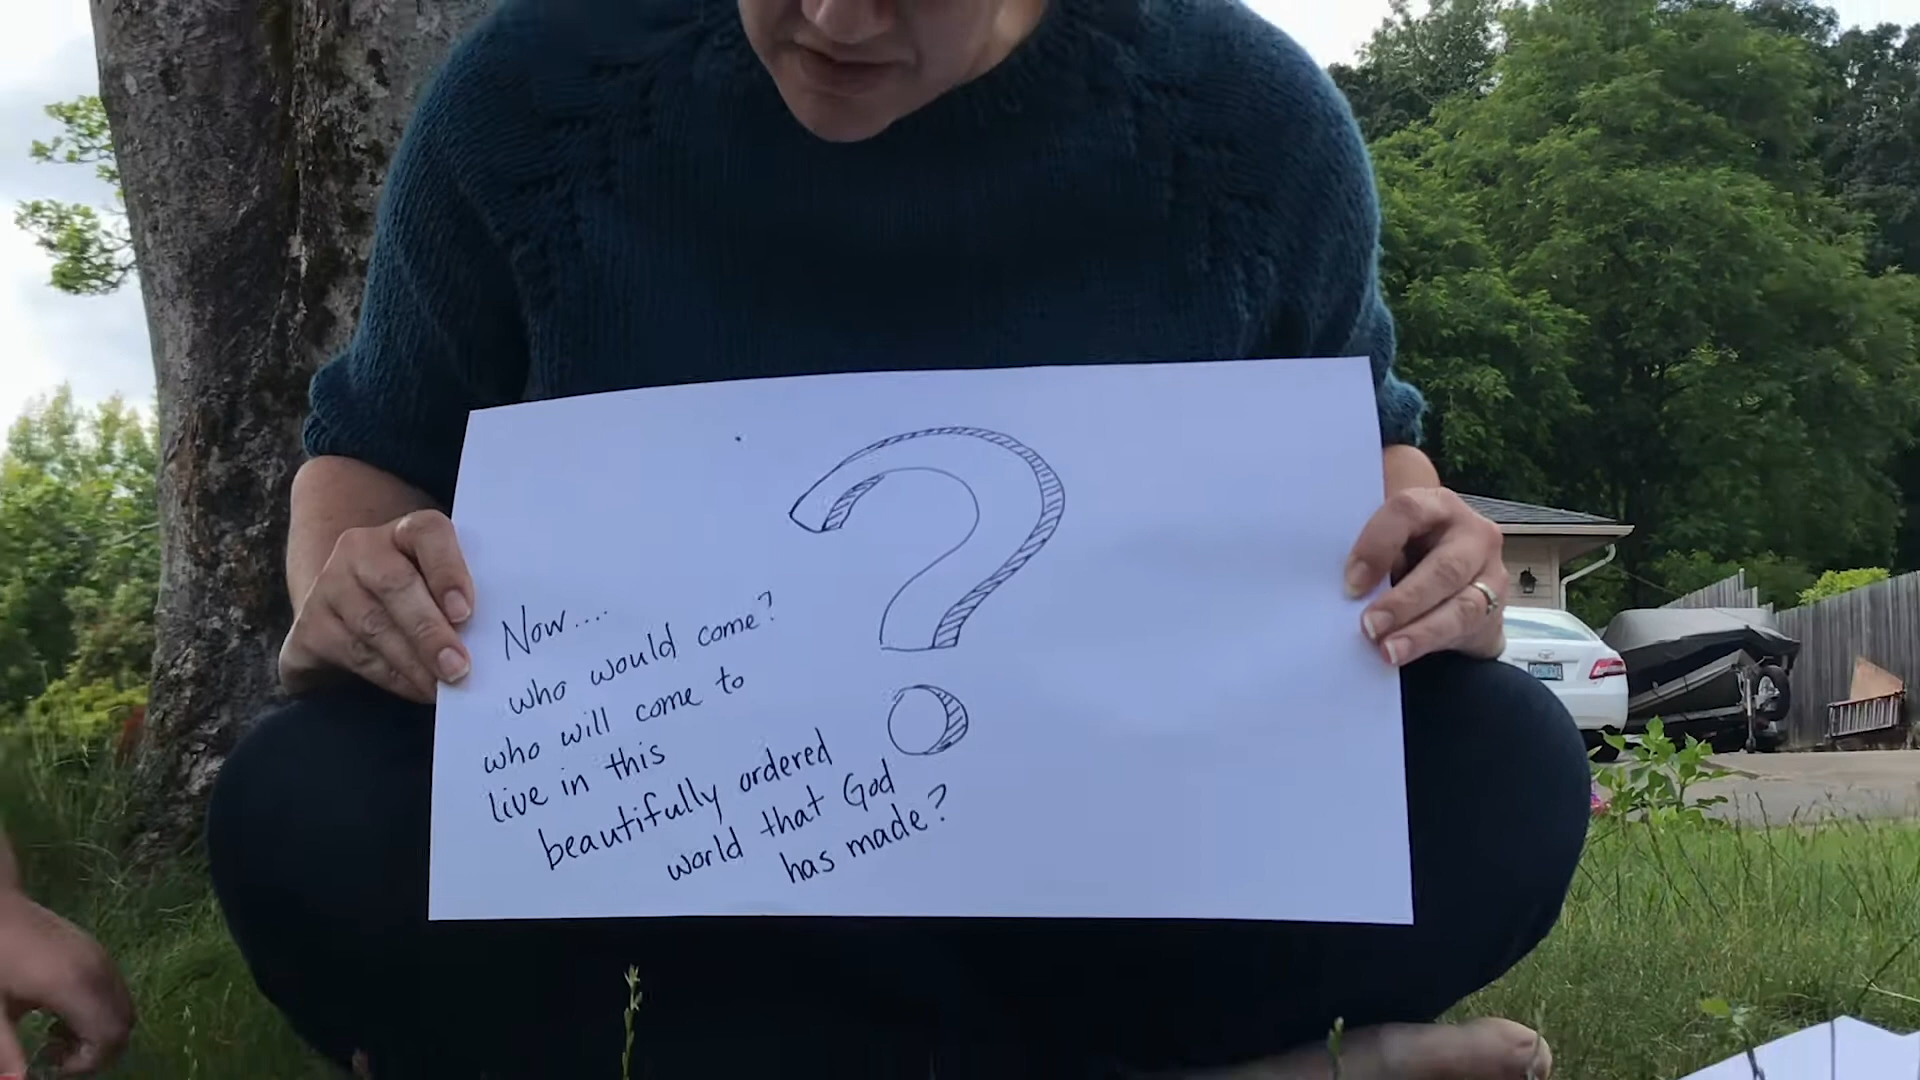 Now....
who would come?
who will come to
live in this
beautifully ordered
world that God
has made?